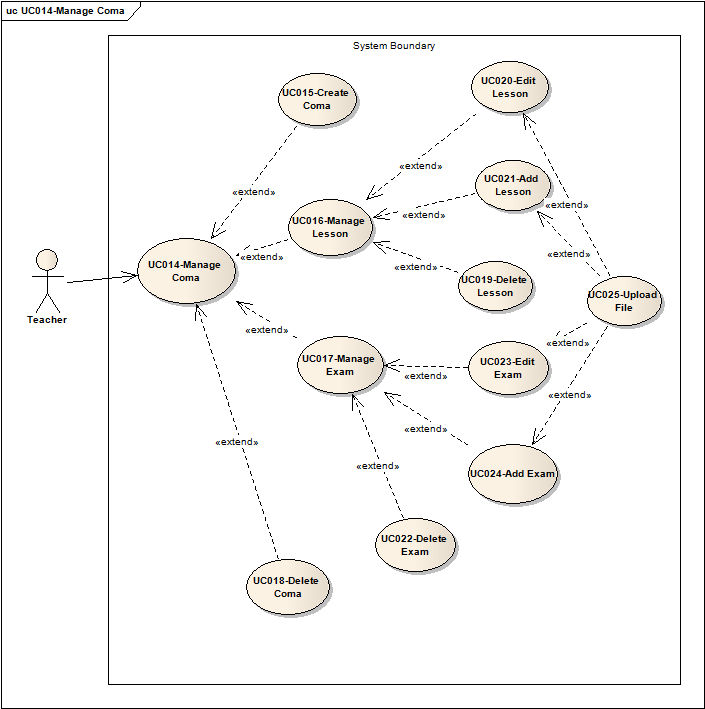 uc UC014-Manage Coma
System Boundary
UC020-Edit
Lesson
UC015-Create
Coma
«extend»
UC021-Add
Lesson
«extend»
«extend»
«extend»
UC016-Manage
Lesson
«extend»
«extend»
UC014-Manage
Coma
«extend»
«extend»
UC019-Delete
Lesson
UC025-Upload
File
Teacher
«extend»
«extend»
UC017-Manage
Exam
UC023-Edit
Exam
«extend»
«extend»
«extend»
«extend»
«extend»
UC024-Add Exam
UC022-Delete
Exam
UC018-Delete
Coma